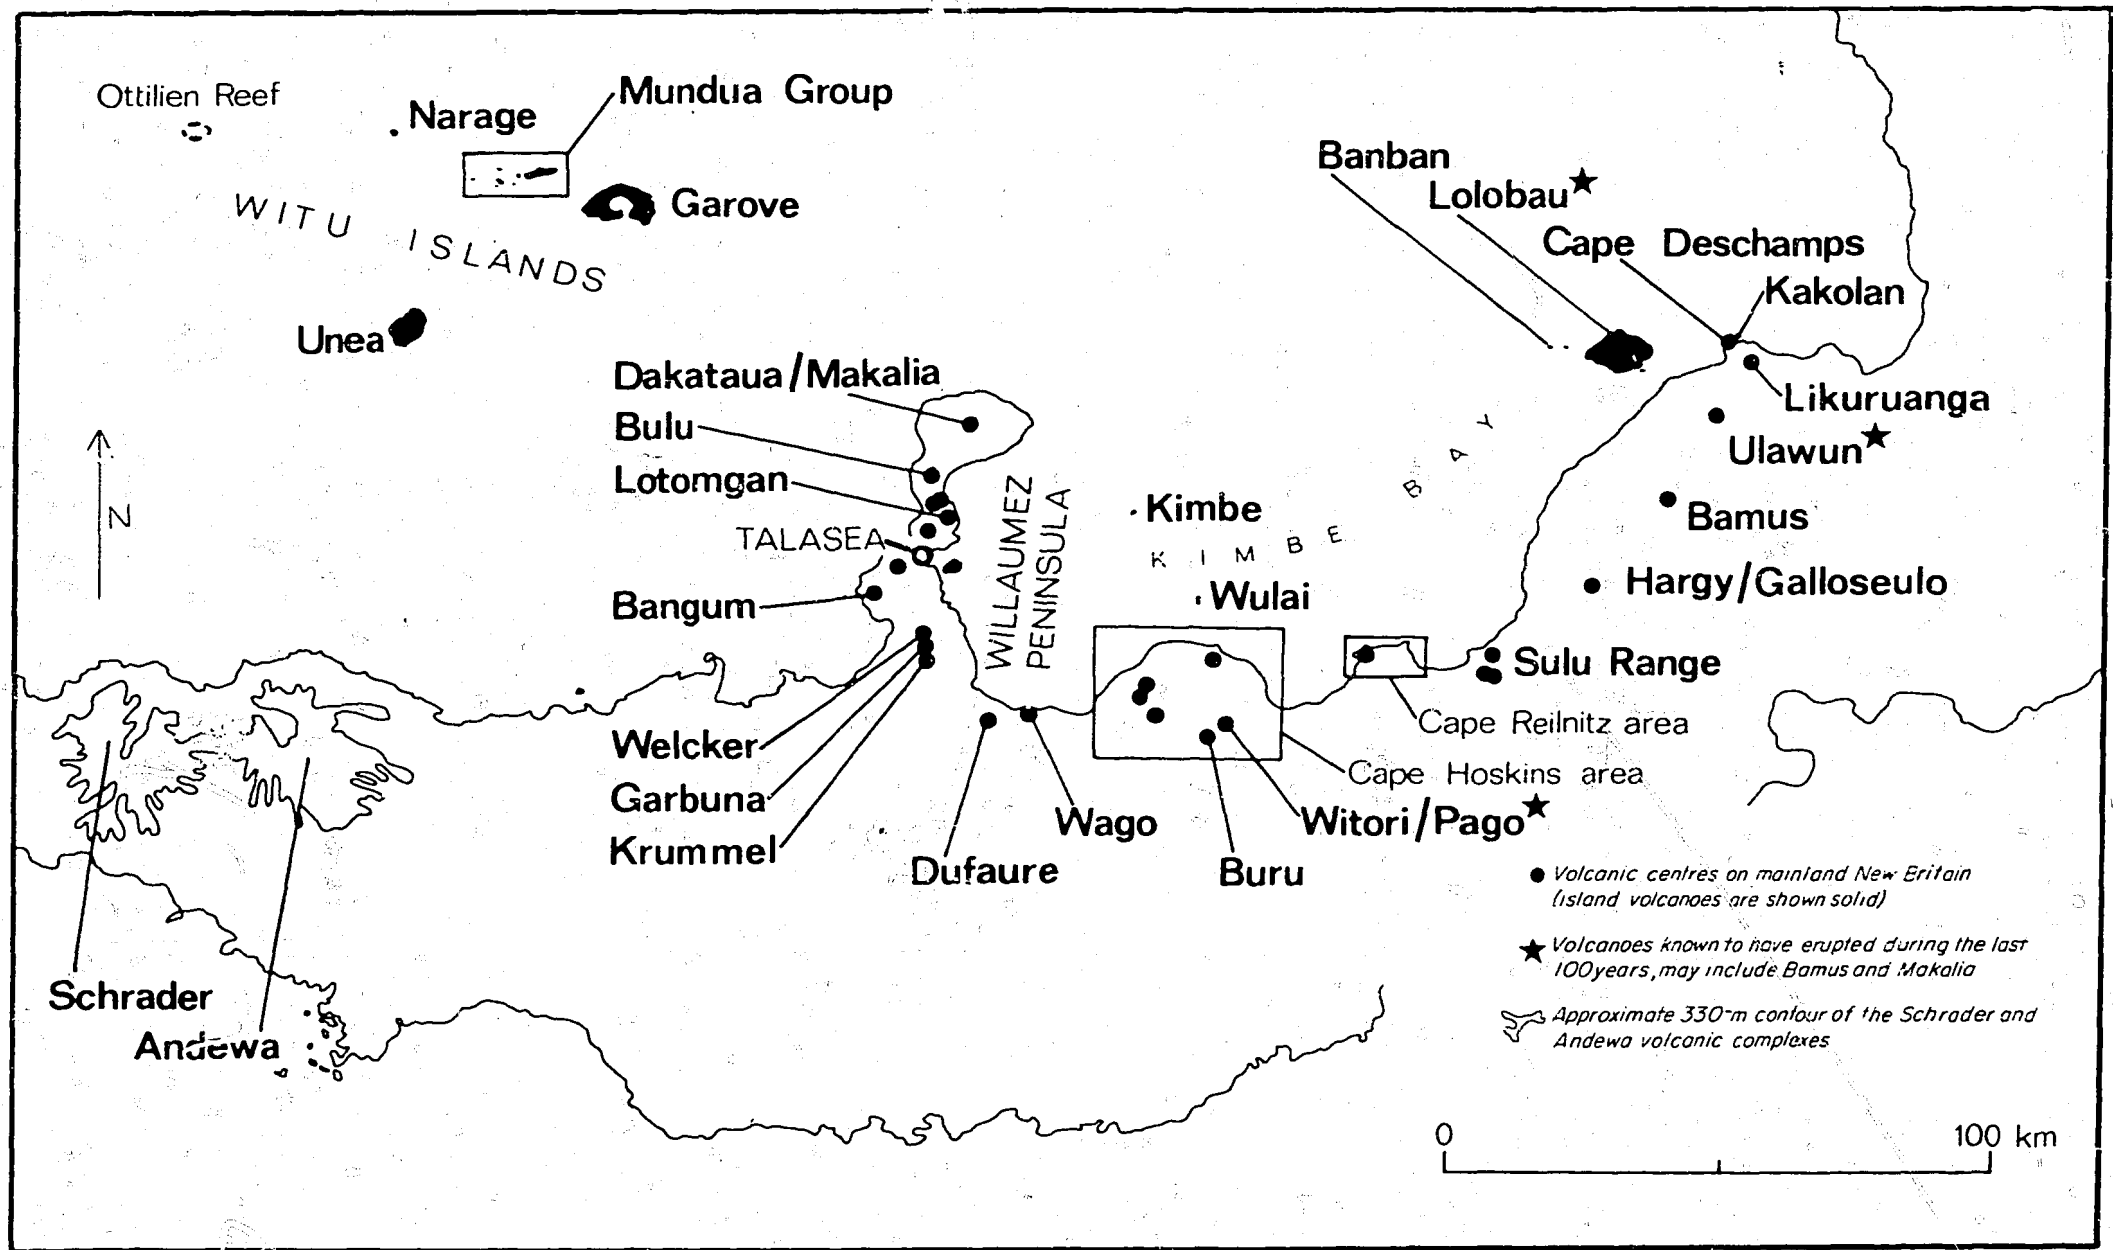 Ottilien Reef
Narage
Mundua Group
Garove
WITU ISLANDS
Unea
Banban
Lolobau
Cape Deschamps
Kakolan
Likuruanga
Ulawun
Bamus
Hargy/Galloseulo
Sulu Range
Dakataua/Makalia
Bulu
Lotomgan
TALASEA
Bangum
WILLAUMEZ
PENINSULA
Kimbe
KIMBE BAY
Wulai
N
Cape Reilnitz area
Cape Hoskins area
Welcker
Garbuna
Krummel
Dufaure
Wago
Buru
Witori/Pago
Schrader
Andewa
Volcanic centres on mainland New Britain
(island volcanoes are shown solid)
Volcanoes known to have erupted during the last
100years, may include Bamus and Makalia
Approximate 330-m contour of the Schrader and
Andewa volcanic complexes
0 100 km